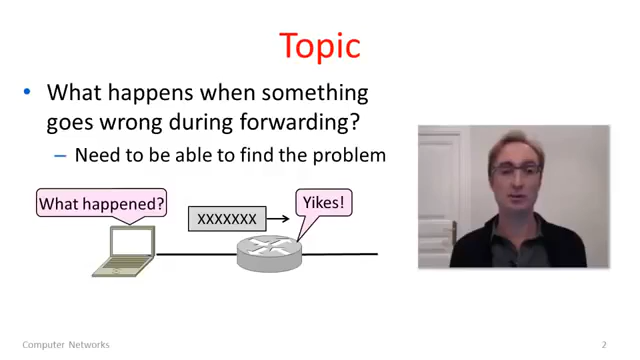 Topic
• What happens when something
goes wrong during forwarding?
– Need to be able to find the problem
What happened?
XXXXXXX
Yikes!
Computer Networks
2